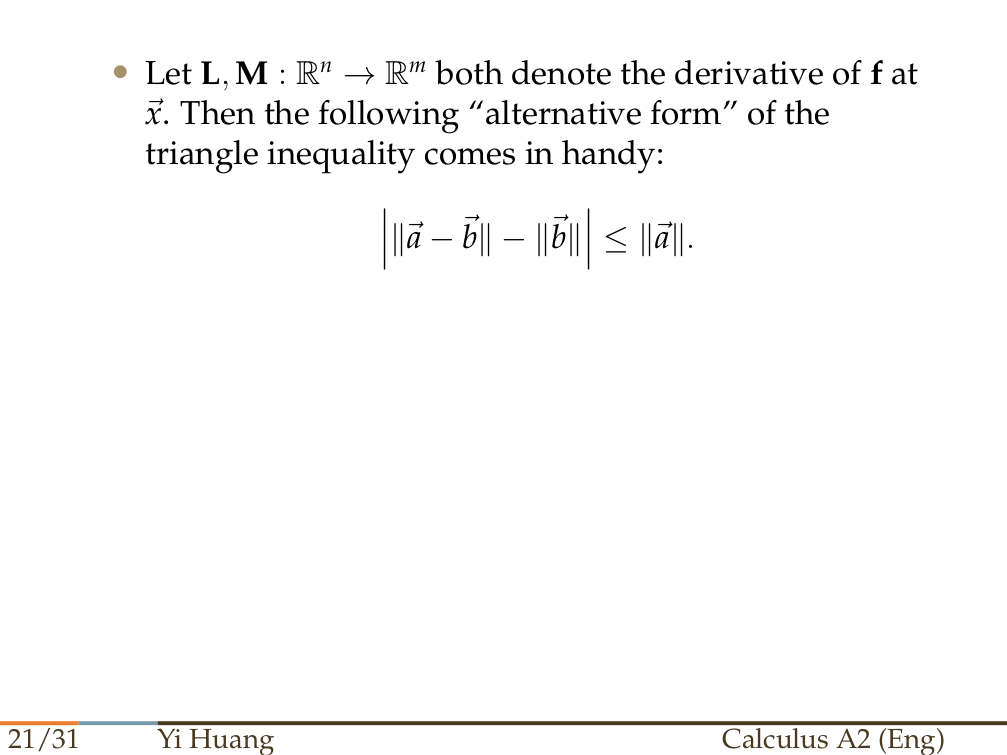 • Let L, M : ℝⁿ → ℝᵐ both denote the derivative of f at
x⃗. Then the following “alternative form” of the
triangle inequality comes in handy:
|‖a⃗ − b⃗‖ − ‖b⃗‖| ≤ ‖a⃗‖.
21/31 Yi Huang Calculus A2 (Eng)